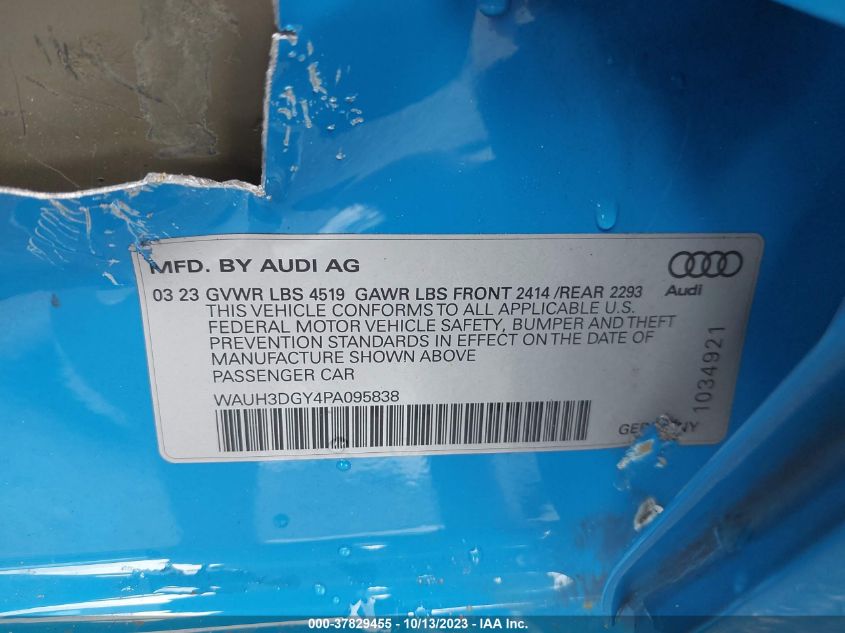 MFD. BY AUDI AG
03 23 GVWR LBS 4519 GAWR LBS FRONT 2414 /REAR 2293
THIS VEHICLE CONFORMS TO ALL APPLICABLE U.S.
FEDERAL MOTOR VEHICLE SAFETY, BUMPER AND THEFT
PREVENTION STANDARDS IN EFFECT ON THE DATE OF
MANUFACTURE SHOWN ABOVE
PASSENGER CAR
WAUH3DGY4PA095838
Audi
1034921
000-37829455 - 10/13/2023 - IAA Inc.